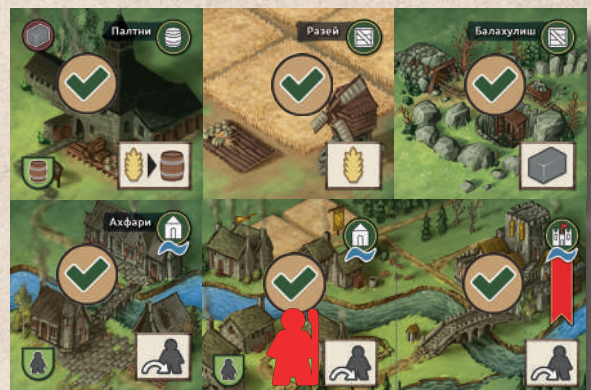 Палтни
Разей
Балахулиш
Ахфари